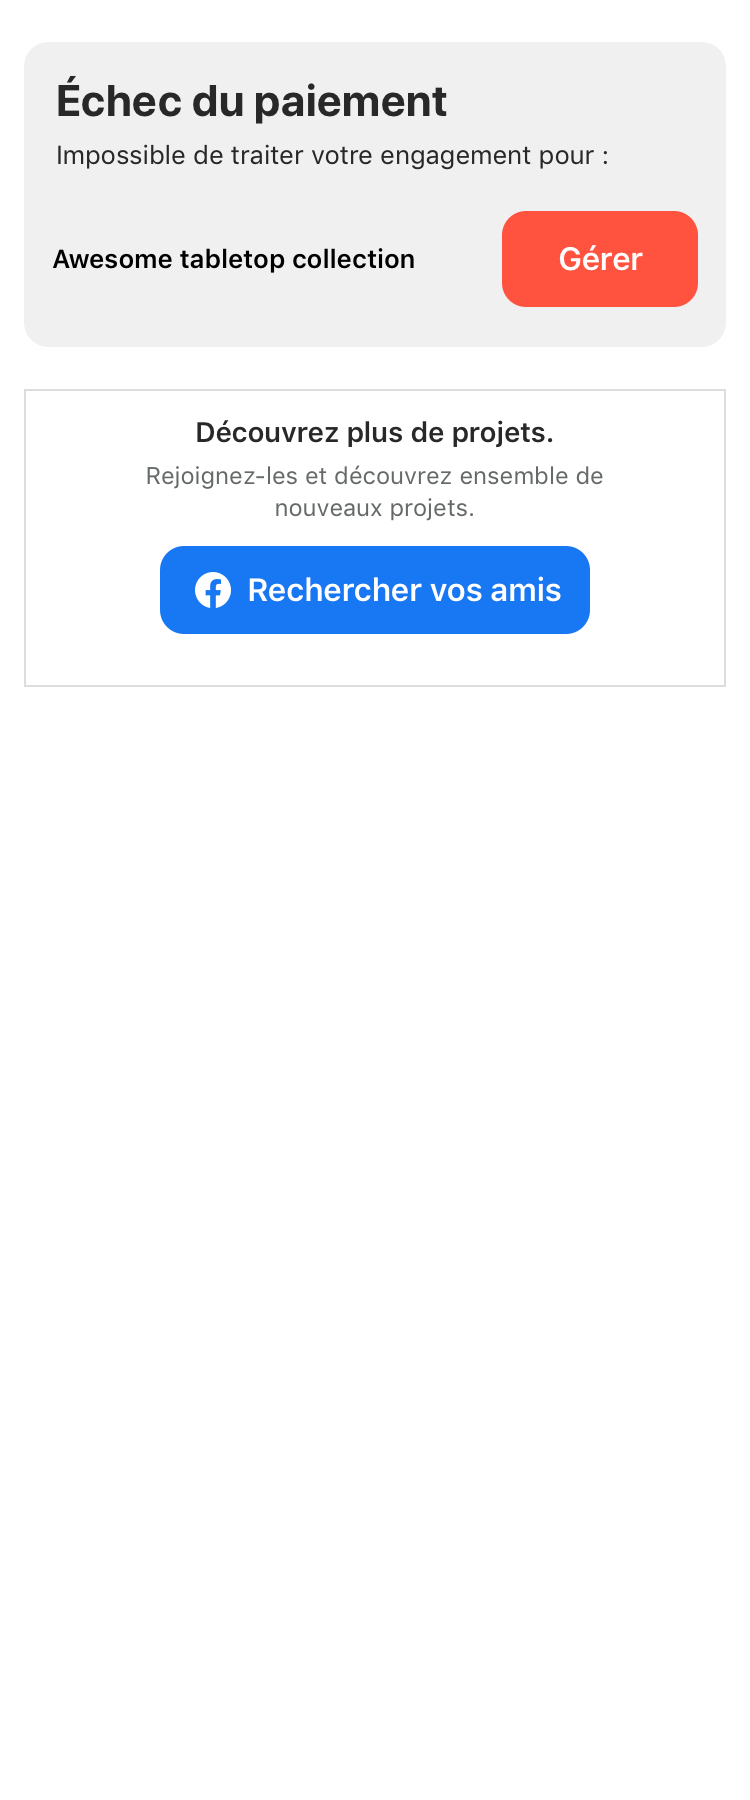 Échec du paiement
Impossible de traiter votre engagement pour :
Awesome tabletop collection
Gérer
Découvrez plus de projets.
Rejoignez-les et découvrez ensemble de
nouveaux projets.
Rechercher vos amis